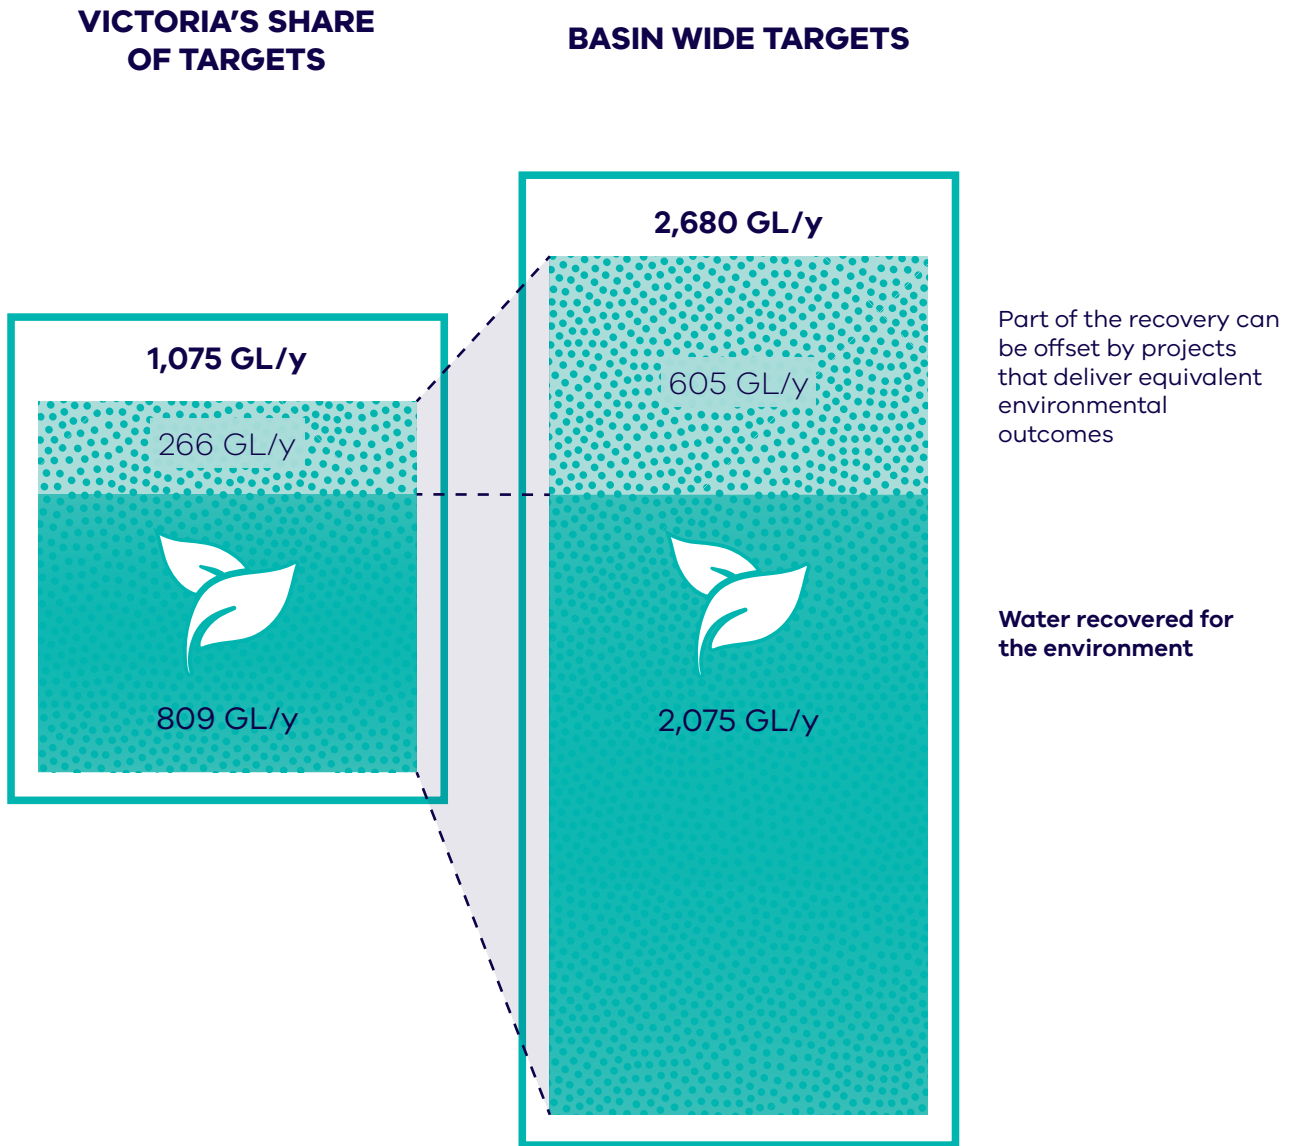 VICTORIA'S SHARE
OF TARGETS
BASIN WIDE TARGETS
1,075 GL/y
266 GL/y
809 GL/y
2,680 GL/y
605 GL/y
2,075 GL/y
Part of the recovery can
be offset by projects
that deliver equivalent
environmental
outcomes
Water recovered for
the environment